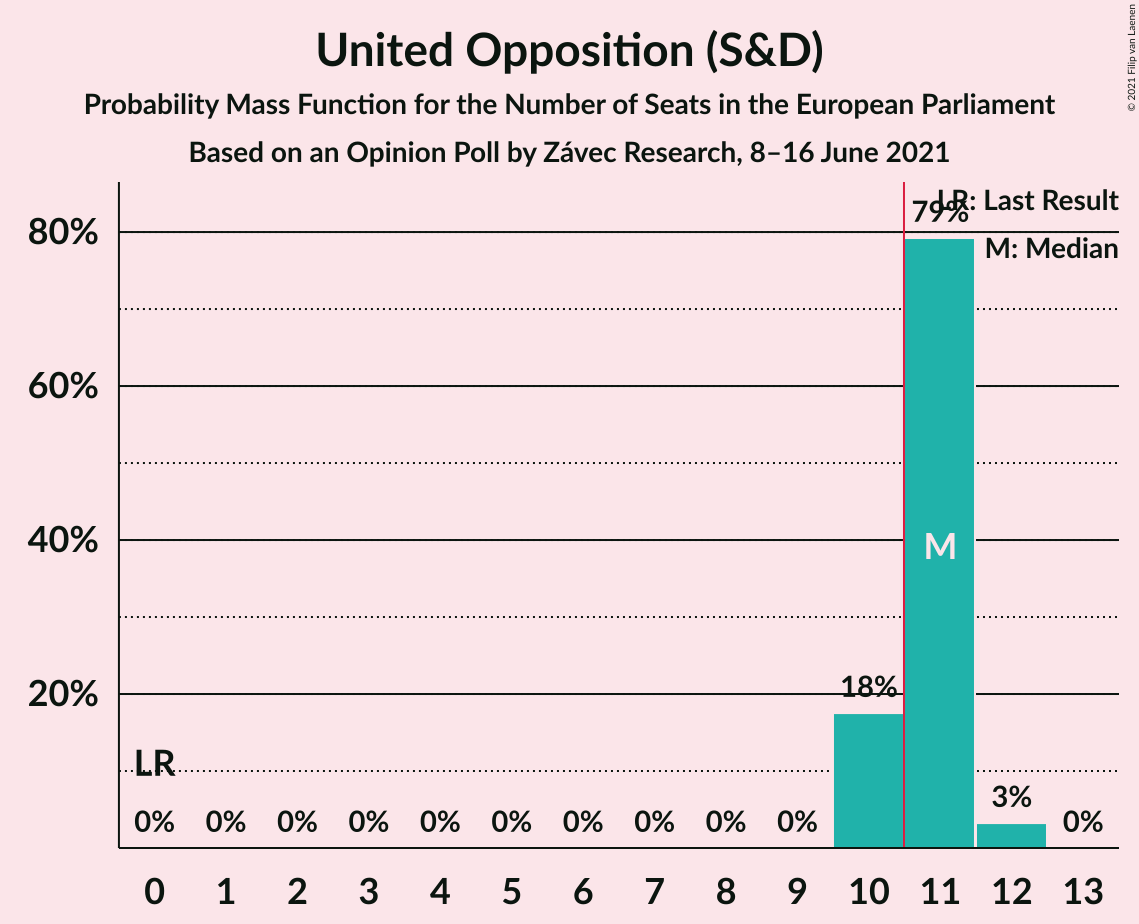 United Opposition (S&D)
Probability Mass Function for the Number of Seats in the European Parliament
Based on an Opinion Poll by Závec Research, 8–16 June 2021
© 2021 Filip van Laenen
LR: Last Result
M: Median
80%
60%
40%
20%
79%
M
18%
LR
3%
0% 0% 0% 0% 0% 0% 0% 0% 0% 0% 0%
0 1 2 3 4 5 6 7 8 9 10 11 12 13